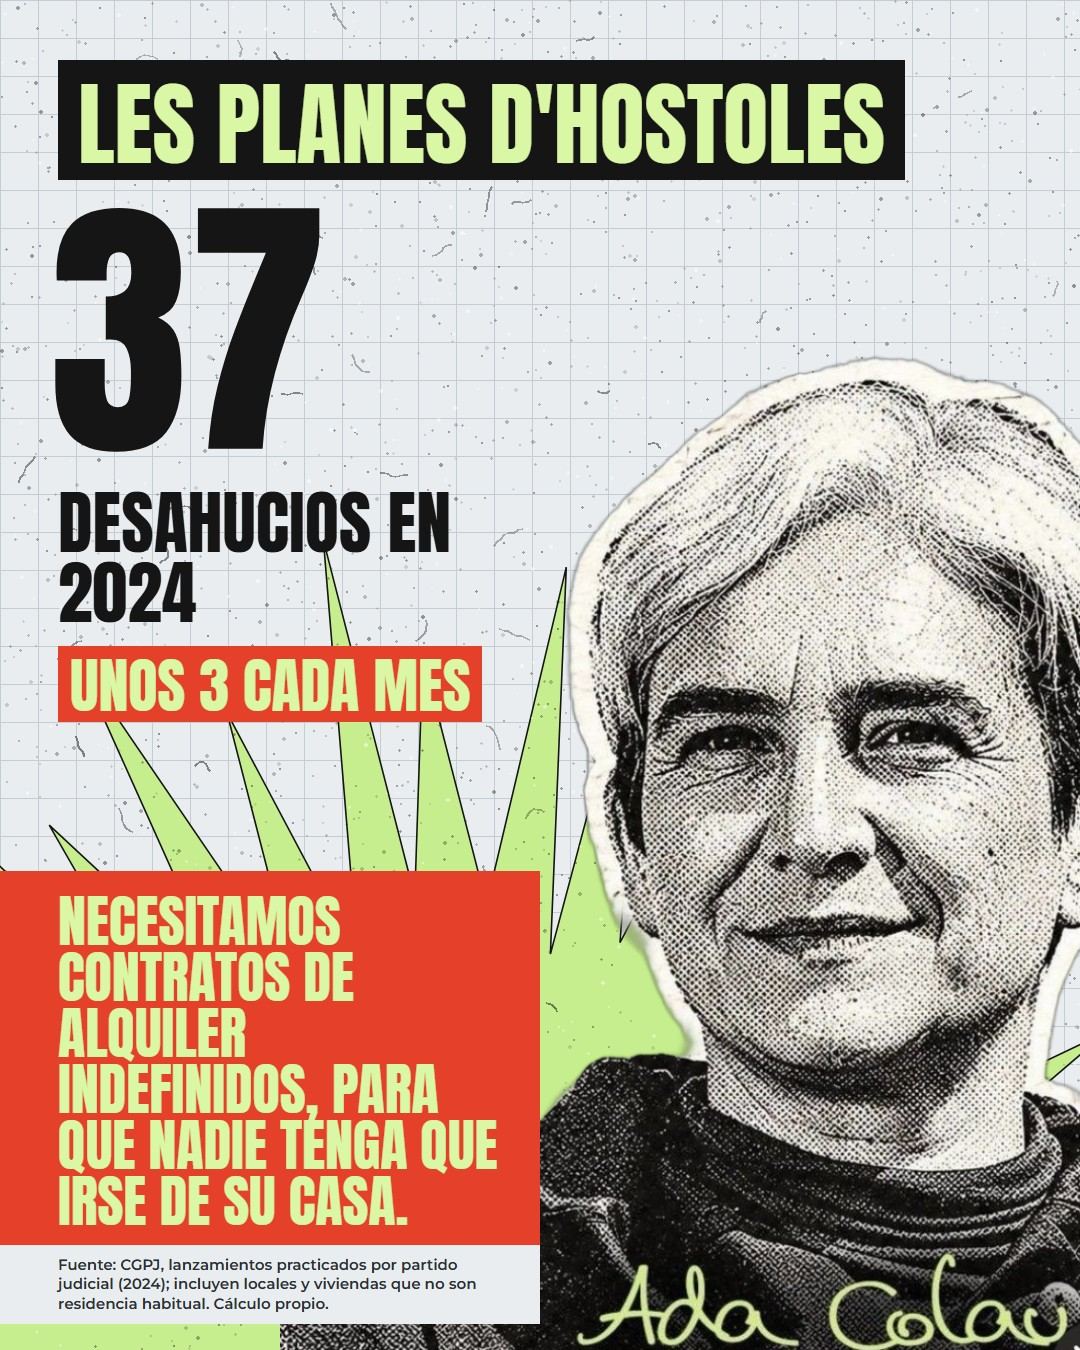 LES PLANES D'HOSTOLES
37
DESAHUCIOS EN
2024
UNOS 3 CADA MES
NECESITAMOS
CONTRATOS DE
ALQUILER
INDEFINIDOS, PARA
QUE NADIE TENGA QUE
IRSE DE SU CASA.
Fuente: CGPJ, lanzamientos practicados por partido
judicial (2024); incluyen locales y viviendas que no son
residencia habitual. Cálculo propio.
Ada Colau